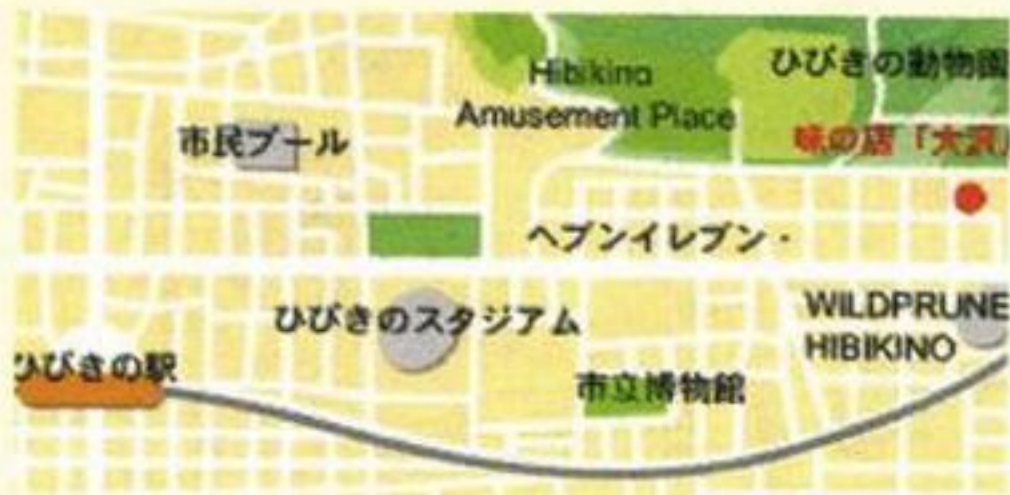 Hibikino
Amusement Place
ひびきの動物園
市民プール
味の店「大沢」
ヘブンイレブン・
ひびきのスタジアム
WILDPRUNE
HIBIKINO
ひびきの駅
市立博物館